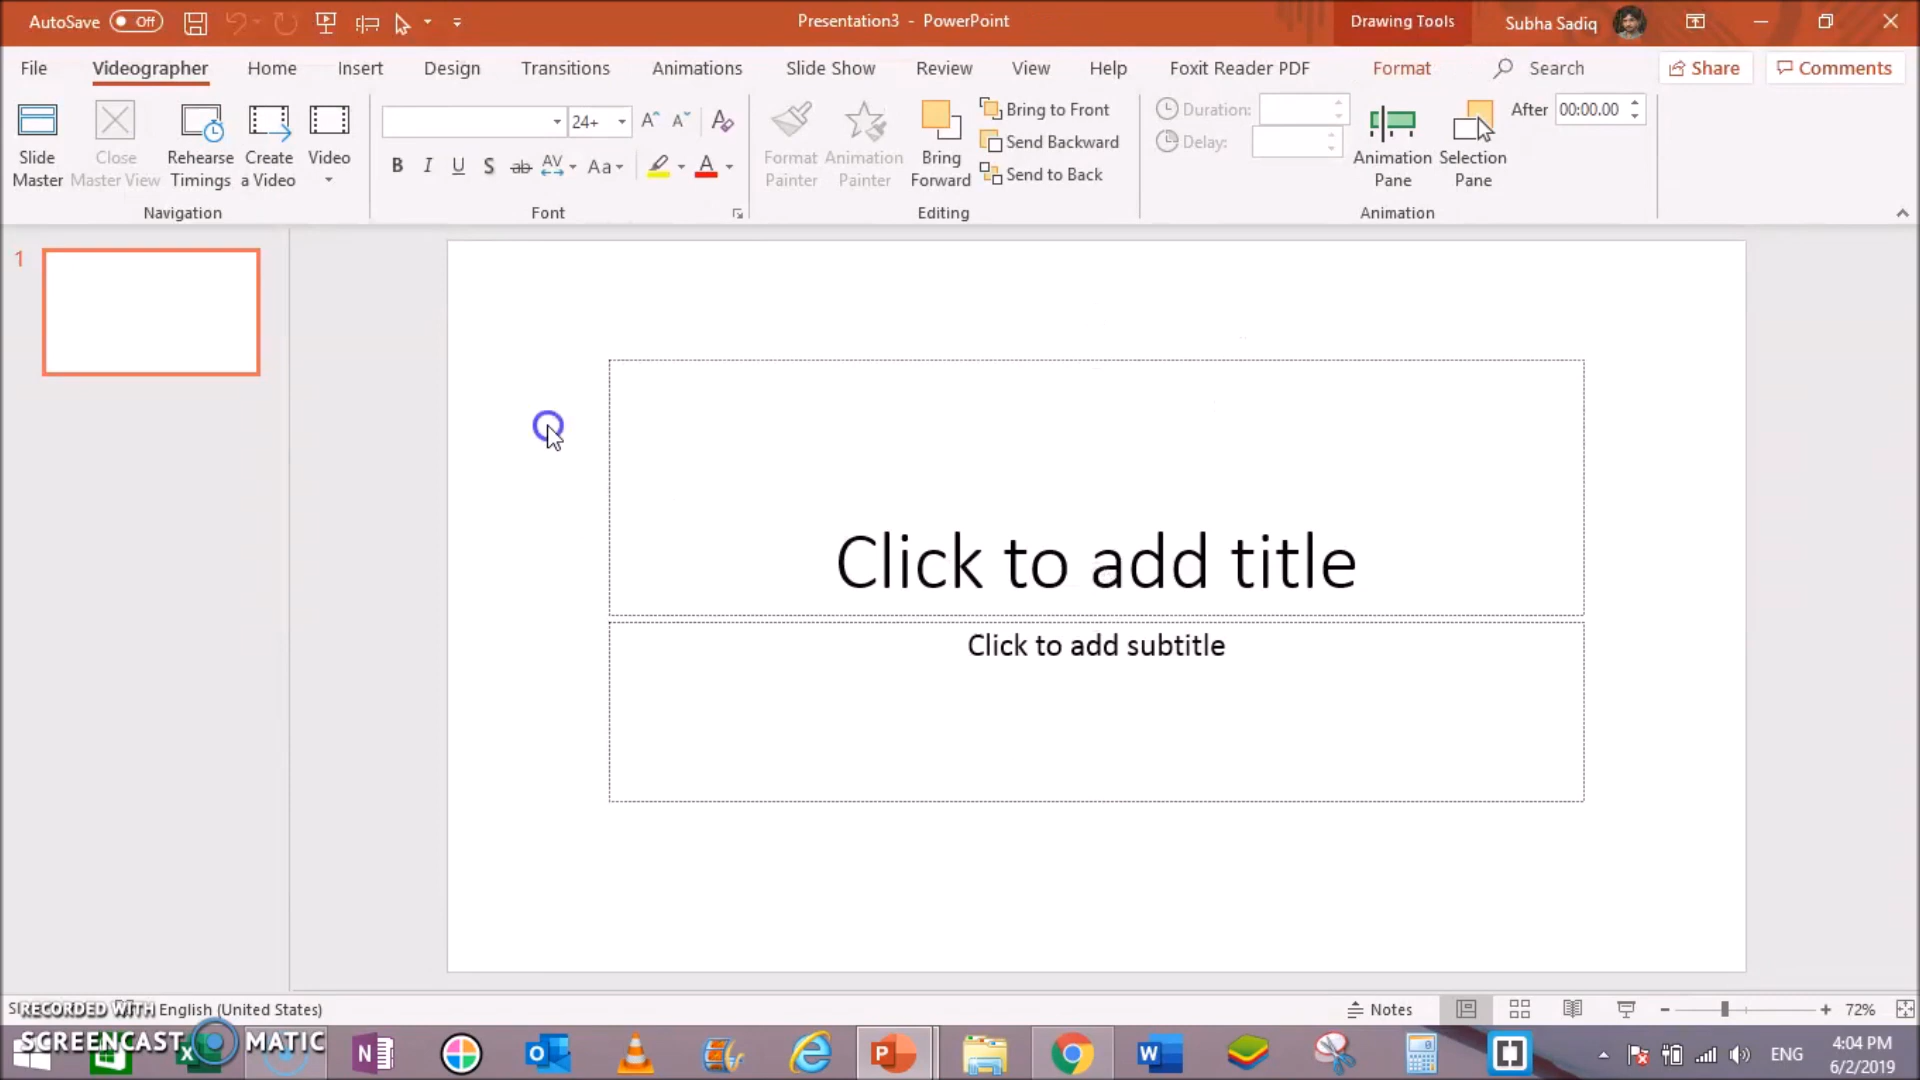 AutoSave Off
Presentation3 - PowerPoint
Drawing Tools
Subha Sadiq
File
Videographer
Home
Insert
Design
Transitions
Animations
Slide Show
Review
View
Help
Foxit Reader PDF
Format
Search
Share
Comments
Slide
Master
Close
Master View
Rehearse
Timings
Create
a Video
Video
Navigation
24+
B I U S ab AV Aa A
Font
Format
Painter
Animation
Painter
Bring
Forward
Bring to Front
Send Backward
Send to Back
Editing
Duration:
Delay:
Animation
Pane
Selection
Pane
After 00:00.00
Animation
1
Click to add title
Click to add subtitle
English (United States)
Notes
72%
RECORDED WITH
SCREENCAST MATIC
ENG
4:04 PM
6/2/2019